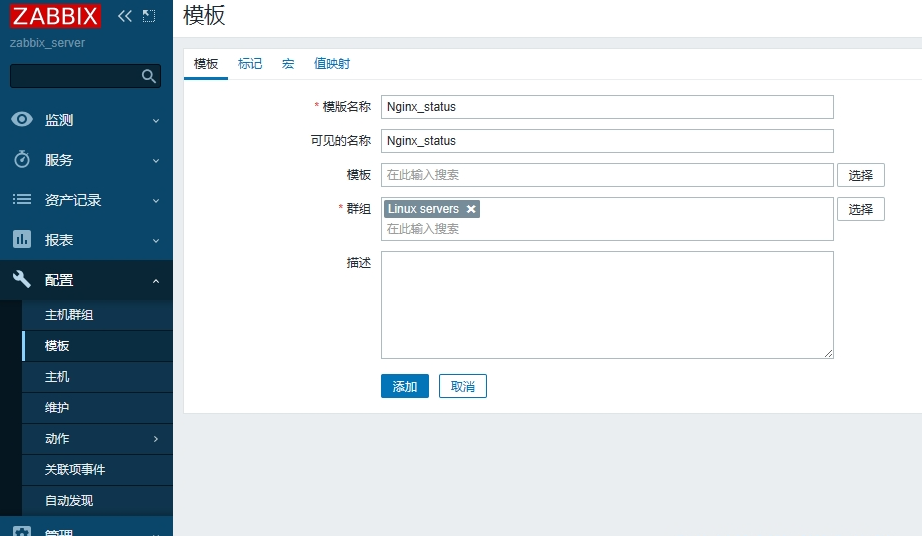 ZABBIX
zabbix_server
监测
服务
资产记录
报表
配置
主机群组
模板
主机
维护
动作
关联项事件
自动发现
管理
模板
模板 标记 宏 值映射
* 模版名称 Nginx_status
可见的名称 Nginx_status
模板 在此输入搜索 选择
* 群组 Linux servers 选择
在此输入搜索
描述
添加 取消